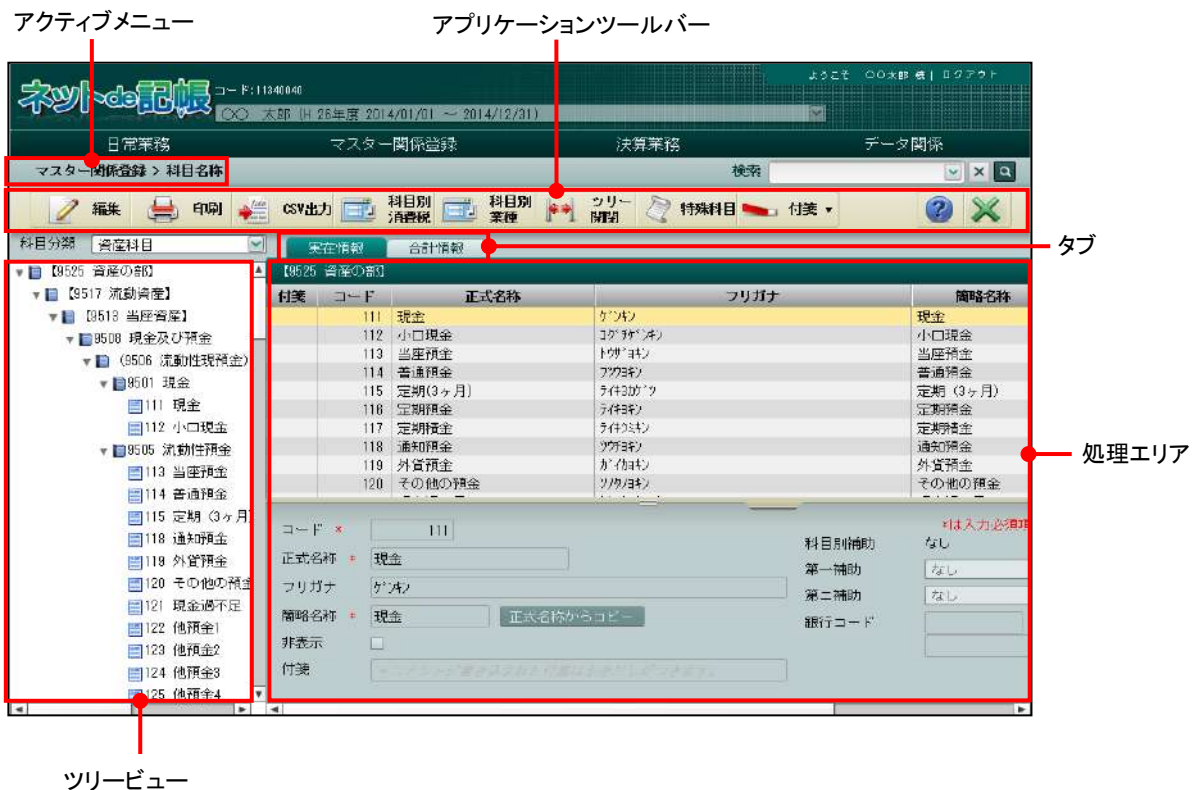 アクティブメニュー
アプリケーションツールバー
ようこそ ○○太郎 様 | ログアウト
ネットde記帳
コード:11340040
○○ 太郎 (H 26年度 2014/01/01 ～ 2014/12/31)
日常業務 マスター関係登録 決算業務 データ関係
マスター関係登録 > 科目名称 検索
編集 印刷 CSV出力 科目別消費税 科目別業種 ツリー開閉 特殊科目 付箋
科目分類 資産科目
実在情報 合計情報
タブ
【9525 資産の部】
【9517 流動資産】
【9513 当座資産】
9508 現金及び預金
(9506 流動性現預金)
9501 現金
111 現金
112 小口現金
9505 流動性預金
113 当座預金
114 普通預金
115 定期 (3ヶ月
118 通知預金
119 外貨預金
120 その他の預金
121 現金過不足
122 他預金1
123 他預金2
124 他預金3
125 他預金4
【9525 資産の部】
付箋 コード 正式名称 フリガナ 簡略名称
111 現金 ｹﾞﾝｷﾝ 現金
112 小口現金 ｺｸﾞﾁｹﾞﾝｷﾝ 小口現金
113 当座預金 ﾄｳｻﾞﾖｷﾝ 当座預金
114 普通預金 ﾌﾂｳﾖｷﾝ 普通預金
115 定期(3ヶ月) ﾃｲｷ3ｶｹﾞﾂ 定期 (3ヶ月)
116 定期預金 ﾃｲｷﾖｷﾝ 定期預金
117 定期積金 ﾃｲｷﾂﾐｷﾝ 定期積金
118 通知預金 ﾂｳﾁﾖｷﾝ 通知預金
119 外貨預金 ｶﾞｲｶﾖｷﾝ 外貨預金
120 その他の預金 ｿﾉﾀﾉﾖｷﾝ その他の預金
処理エリア
*は入力必須項
コード * 111
正式名称 * 現金
フリガナ ｹﾞﾝｷﾝ
簡略名称 * 現金 正式名称からコピー
非表示
付箋
科目別補助 なし
第一補助 なし
第二補助 なし
銀行コード
ツリービュー